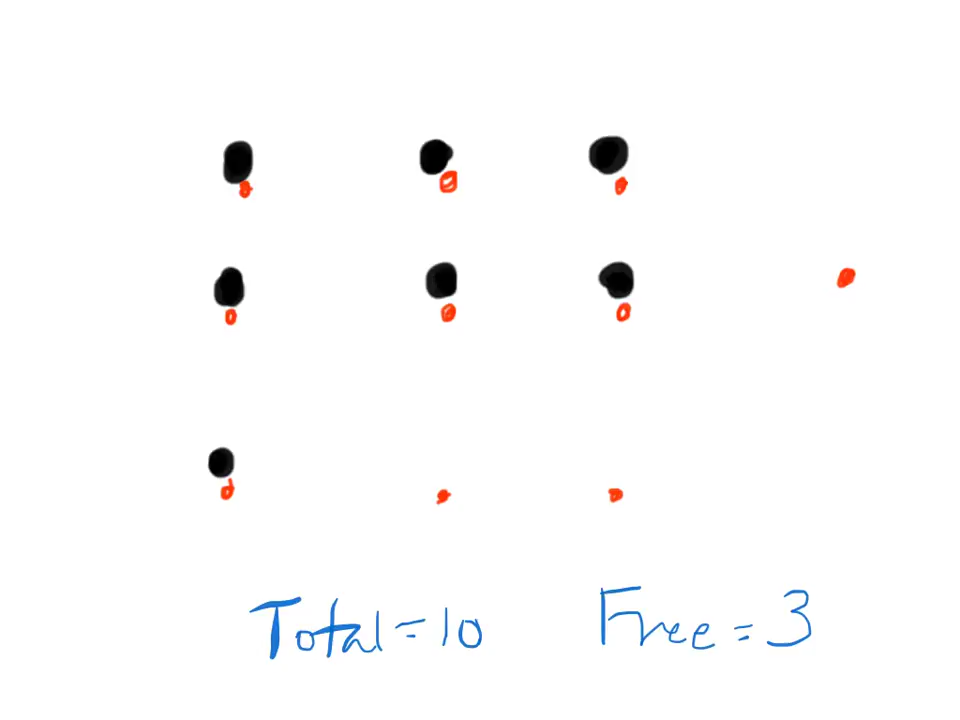 Total = 10 Free = 3